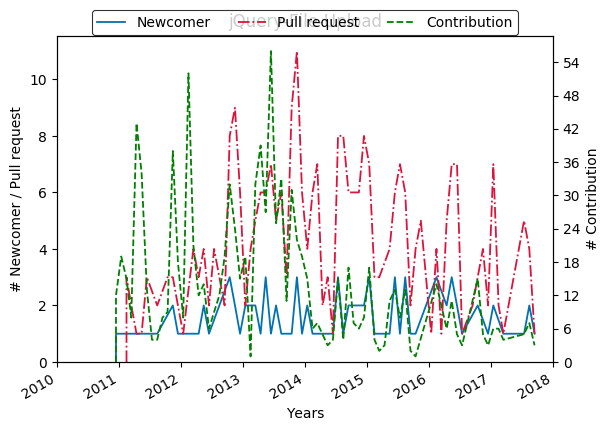 jQuery File Upload
Newcomer Pull request Contribution
# Newcomer / Pull request
0
2
4
6
8
10
# Contribution
0
6
12
18
24
30
36
42
48
54
2010 2011 2012 2013 2014 2015 2016 2017 2018
Years